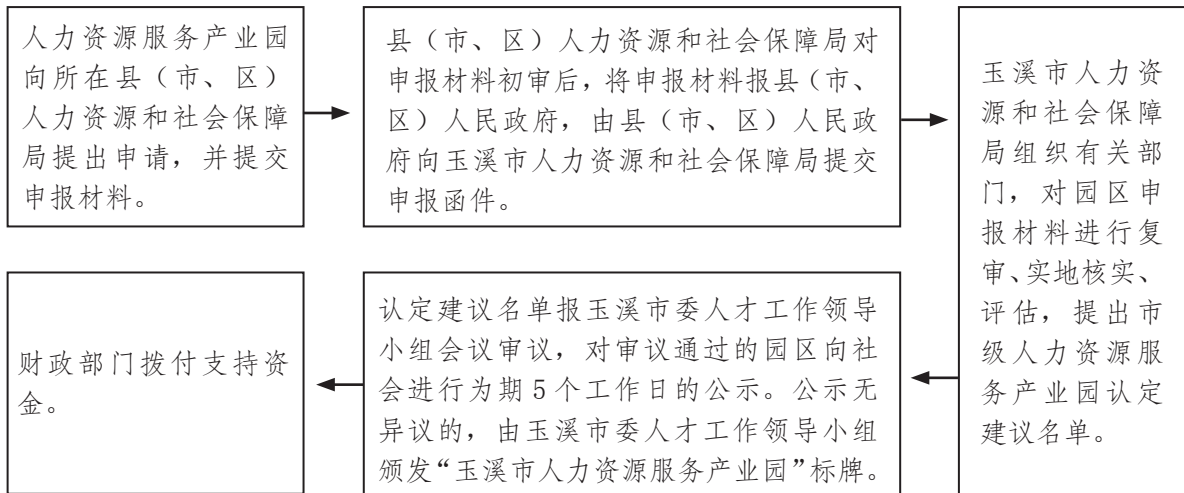 人力资源服务产业园
向所在县（市、区）
人力资源和社会保障
局提出申请，并提交
申报材料。
县（市、区）人力资源和社会保障局对
申报材料初审后，将申报材料报县（市、
区）人民政府，由县（市、区）人民政
府向玉溪市人力资源和社会保障局提交
申报函件。
玉溪市人力资
源和社会保障
局组织有关部
门，对园区申
报材料进行复
审、实地核实、
评估，提出市
级人力资源服
务产业园认定
建议名单。
认定建议名单报玉溪市委人才工作领导
小组会议审议，对审议通过的园区向社
会进行为期5个工作日的公示。公示无
异议的，由玉溪市委人才工作领导小组
颁发“玉溪市人力资源服务产业园”标牌。
财政部门拨付支持资
金。